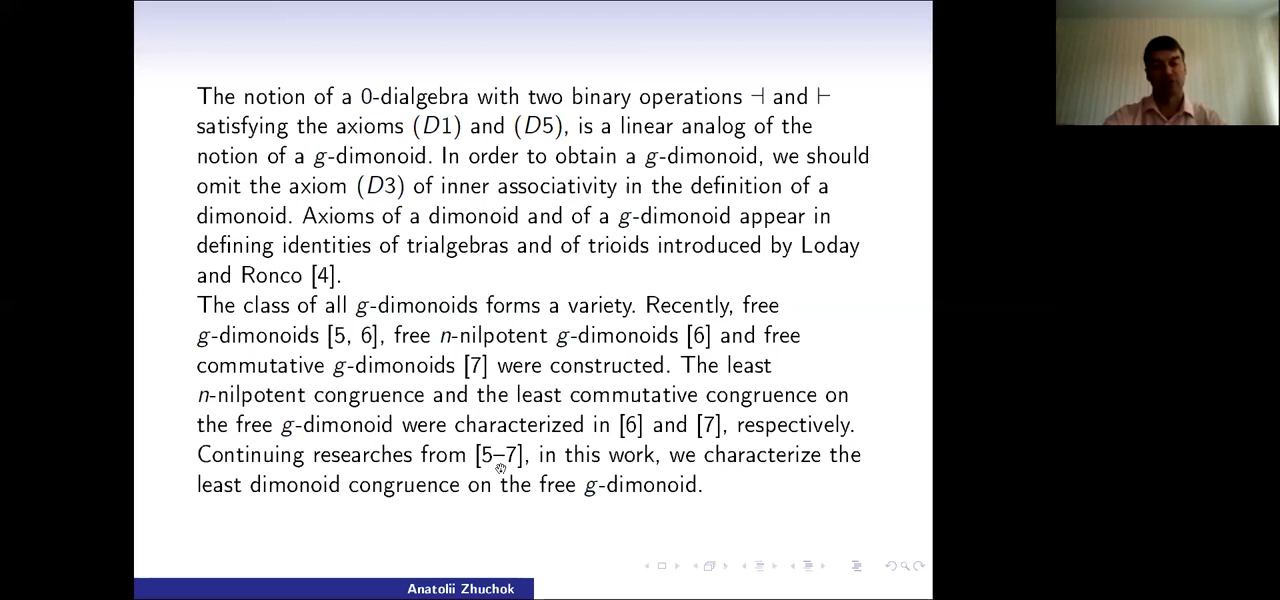 The notion of a 0-dialgebra with two binary operations ⊣ and ⊢
satisfying the axioms (D1) and (D5), is a linear analog of the
notion of a g-dimonoid. In order to obtain a g-dimonoid, we should
omit the axiom (D3) of inner associativity in the definition of a
dimonoid. Axioms of a dimonoid and of a g-dimonoid appear in
defining identities of trialgebras and of trioids introduced by Loday
and Ronco [4].
The class of all g-dimonoids forms a variety. Recently, free
g-dimonoids [5, 6], free n-nilpotent g-dimonoids [6] and free
commutative g-dimonoids [7] were constructed. The least
n-nilpotent congruence and the least commutative congruence on
the free g-dimonoid were characterized in [6] and [7], respectively.
Continuing researches from [5–7], in this work, we characterize the
least dimonoid congruence on the free g-dimonoid.
Anatolii Zhuchok